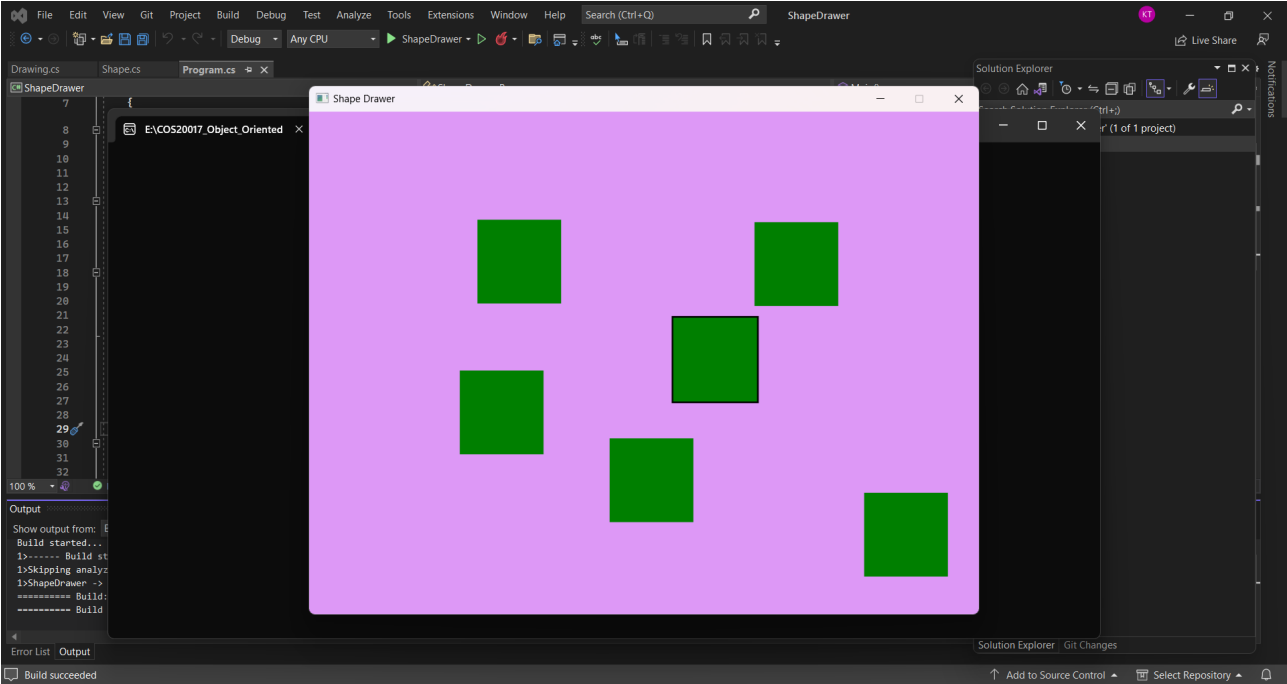 File Edit View Git Project Build Debug Test Analyze Tools Extensions Window Help Search (Ctrl+Q) ShapeDrawer KT
Debug Any CPU ShapeDrawer Live Share
Drawing.cs Shape.cs Program.cs
Solution Explorer
Notifications
ShapeDrawer
Shape Drawer
7 {
8
E:\COS20017_Object_Oriented
(1 of 1 project)
9
10
11
12
13
14
15
16
17
18
19
20
21
22
23
24
25
26
27
28
29
30
31
32
100 %
Output
Show output from:
Build started...
1>------ Build st
1>Skipping analyz
1>ShapeDrawer ->
========== Build:
========== Build
Error List Output
Solution Explorer Git Changes
Build succeeded
Add to Source Control Select Repository